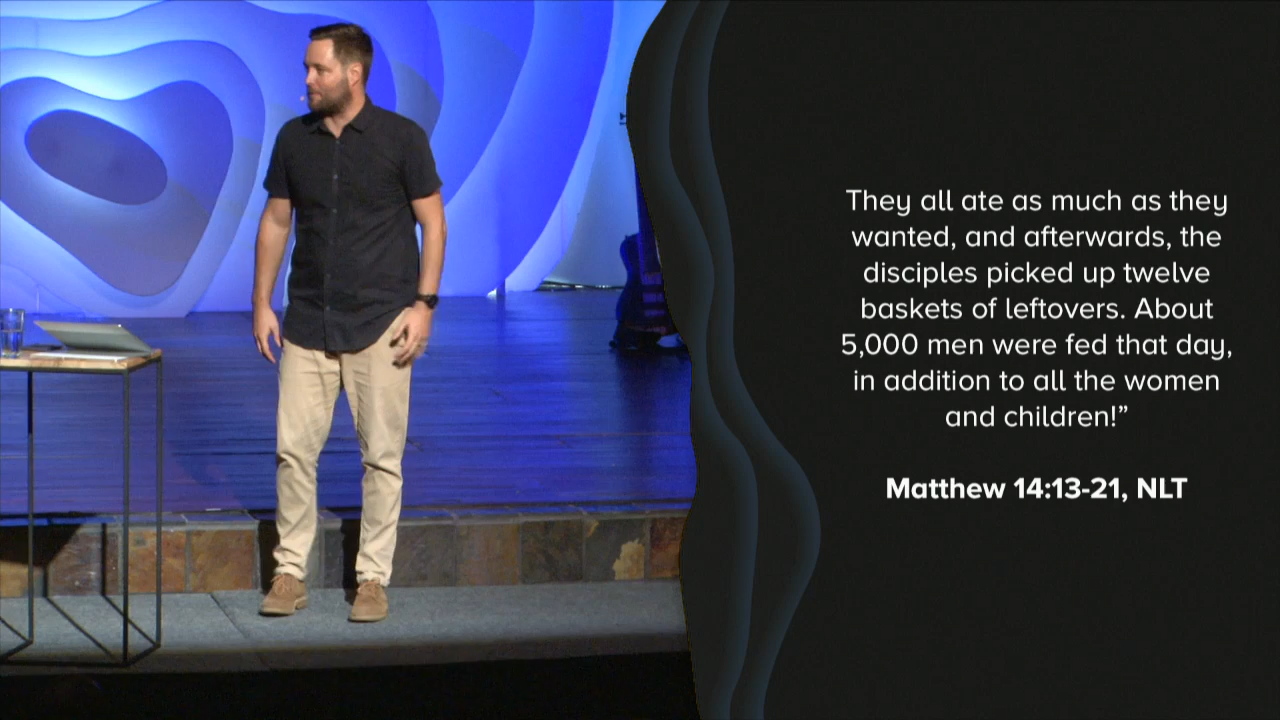 They all ate as much as they
wanted, and afterwards, the
disciples picked up twelve
baskets of leftovers. About
5,000 men were fed that day,
in addition to all the women
and children!”
Matthew 14:13-21, NLT